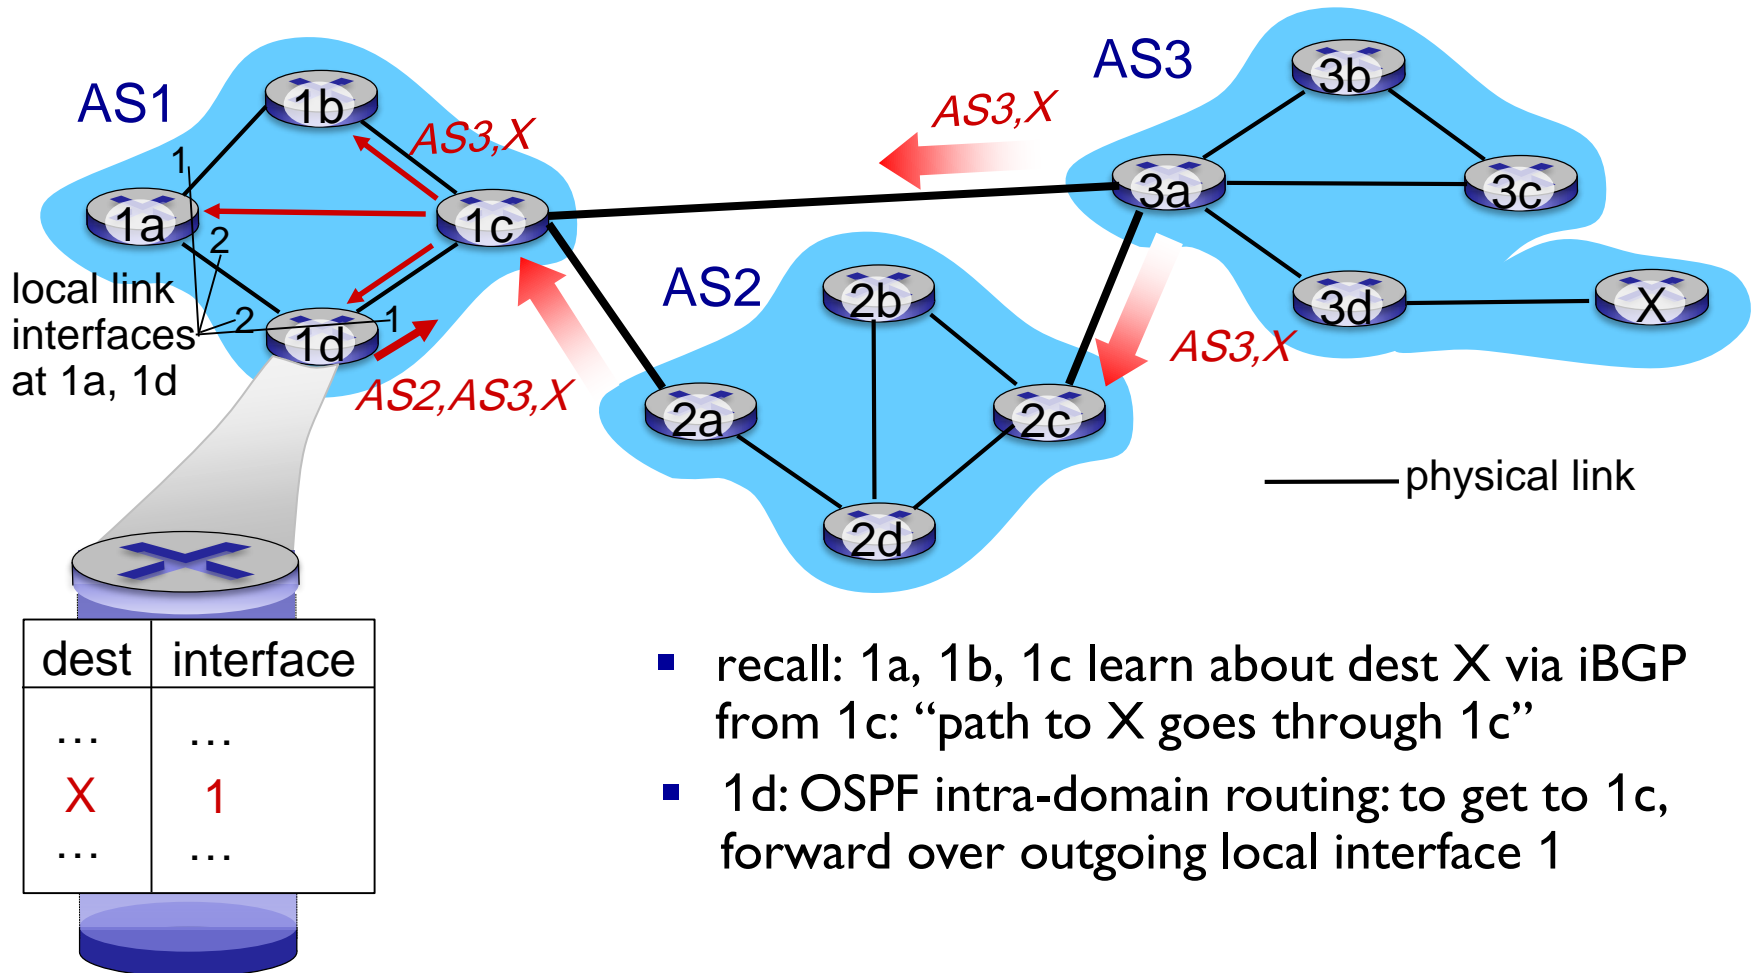 AS1
1b
AS3,X
1
1a
1c
2
local link
interfaces
at 1a, 1d
2
1
1d
AS2,AS3,X
AS3
3b
AS3,X
3a
3c
AS2
2b
3d
X
AS3,X
2a
2c
2d
physical link
dest interface
... ...
X 1
... ...
▪ recall: 1a, 1b, 1c learn about dest X via iBGP
from 1c: “path to X goes through 1c”
▪ 1d: OSPF intra-domain routing: to get to 1c,
forward over outgoing local interface 1